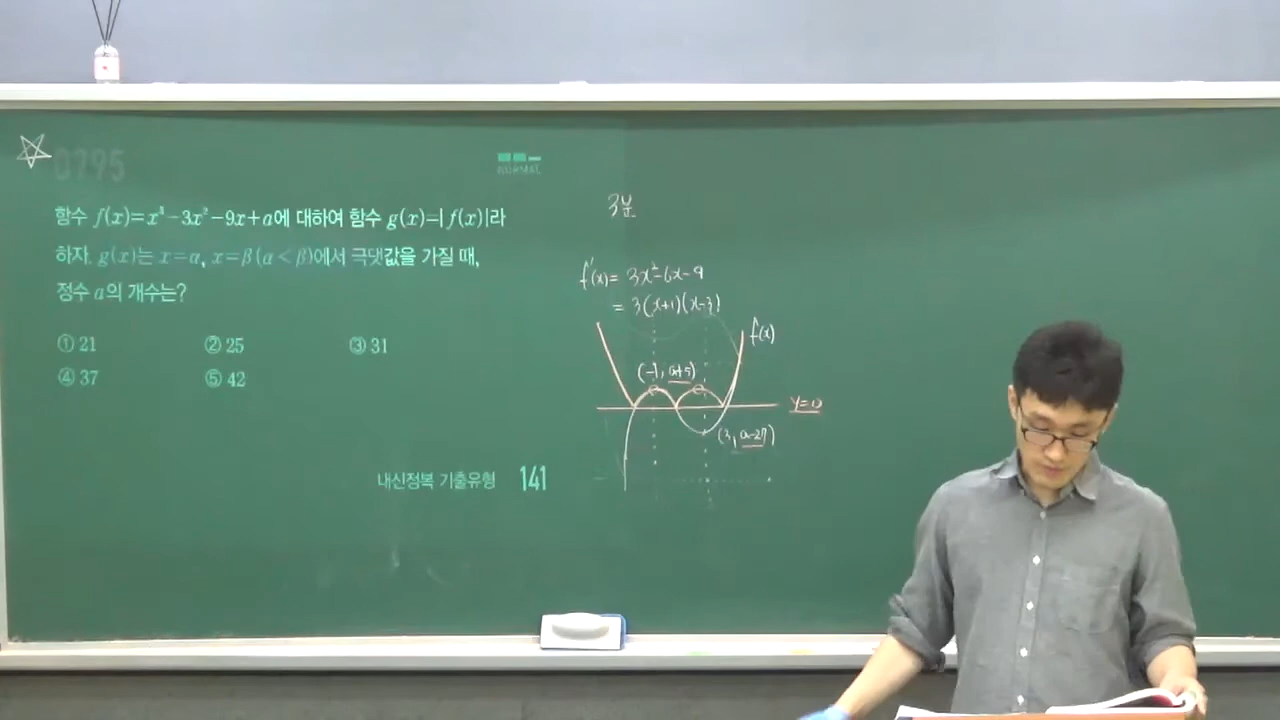 0795
NORMAL
함수 f(x)=x³-3x²-9x+a에 대하여 함수 g(x)=|f(x)|라
하자. g(x)는 x=α, x=β(α<β)에서 극댓값을 가질 때,
정수 a의 개수는?
① 21 ② 25 ③ 31
④ 37 ⑤ 42
내신정복 기출유형 141
3분
f'(x)= 3x²-6x-9
= 3(x+1)(x-3)
f(x)
(-1, a+5)
y=0
(3, a-27)